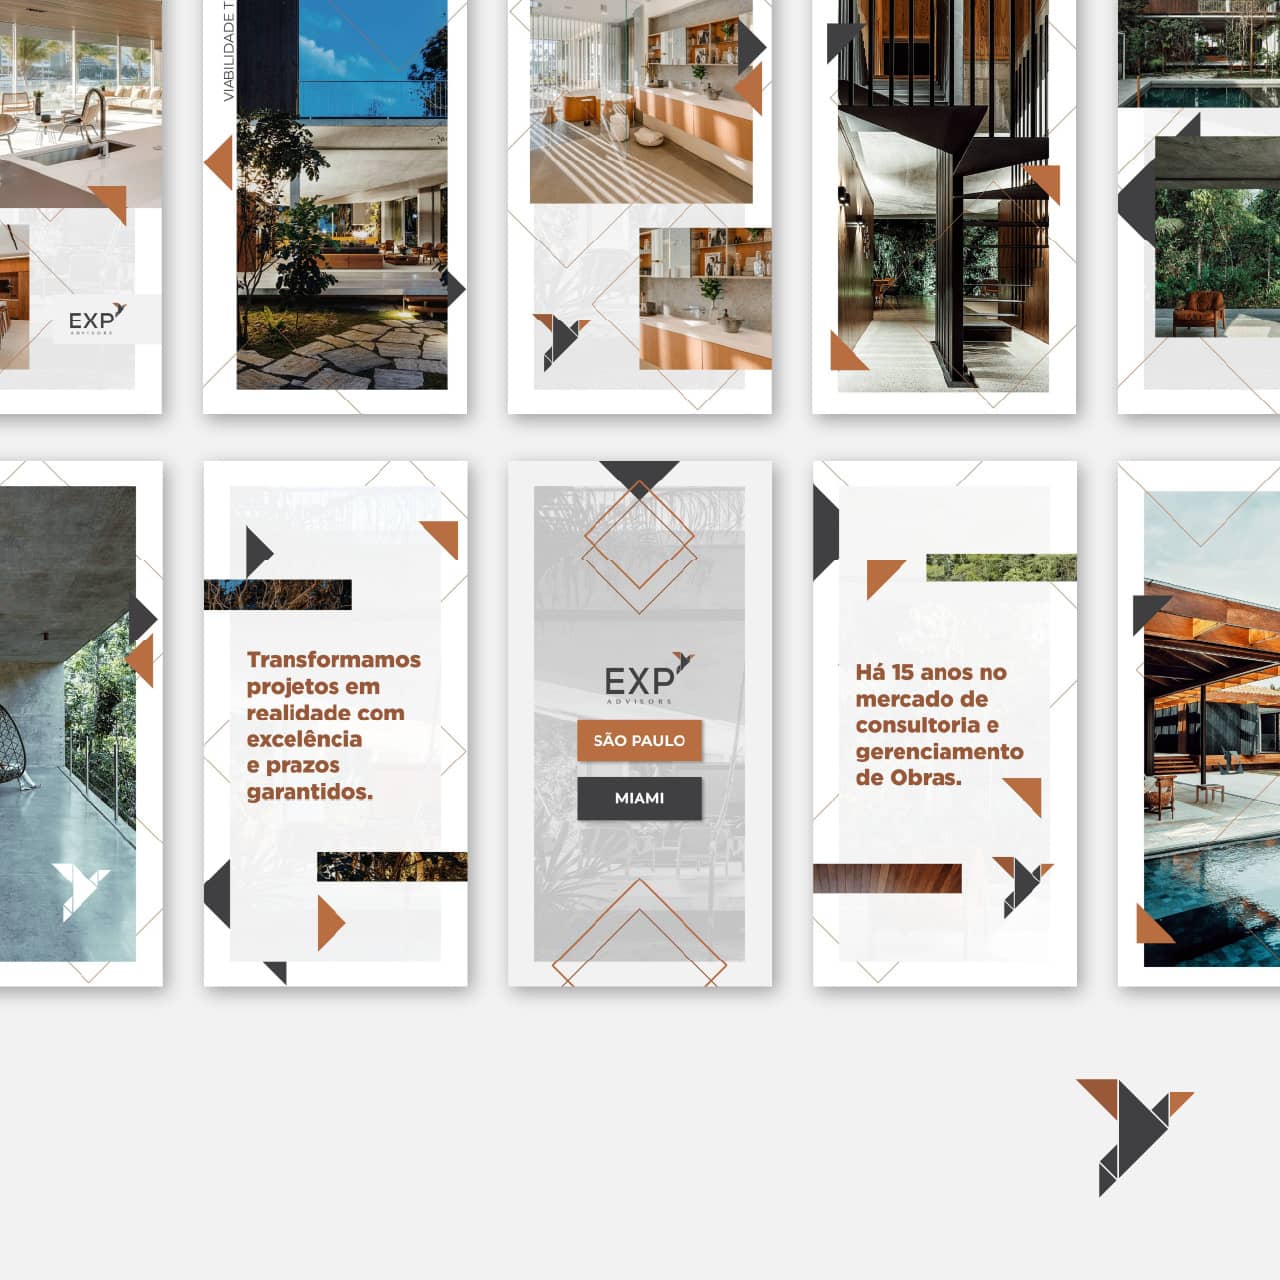 VIABILIDADE T
EXP
ADVISORS
Transformamos
projetos em
realidade com
excelência
e prazos
garantidos.
EXP
ADVISORS
SÃO PAULO
MIAMI
Há 15 anos no
mercado de
consultoria e
gerenciamento
de Obras.